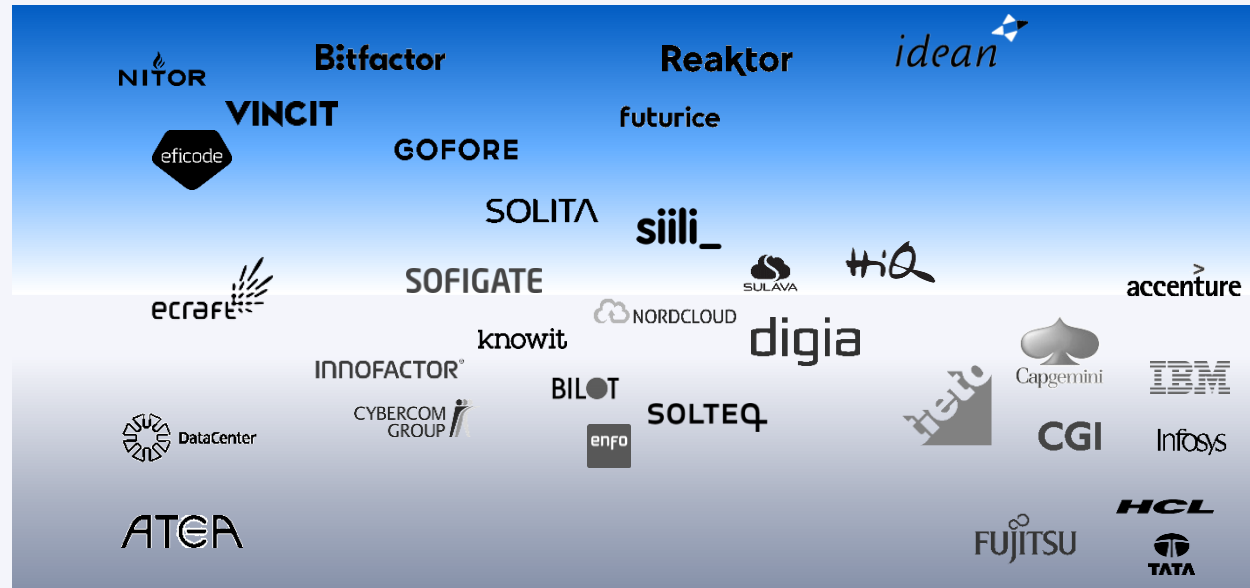 NITOR
Bitfactor
Reaktor
idean
VINCIT
futurice
eficode
GOFORE
SOLITA
siili_
HiQ
SULAVA
SOFIGATE
accenture
ecraft
NORDCLOUD
knowit
digia
INNOFACTOR®
Capgemini
IBM
BILOT
tieto
CYBERCOM
GROUP
SOLTEQ
DataCenter
enfo
CGI
Infosys
ATEA
HCL
FUJITSU
TATA